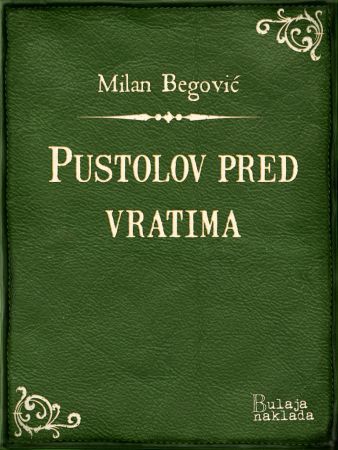 Milan Begović
PUSTOLOV PRED
VRATIMA
Bulaja
naklada